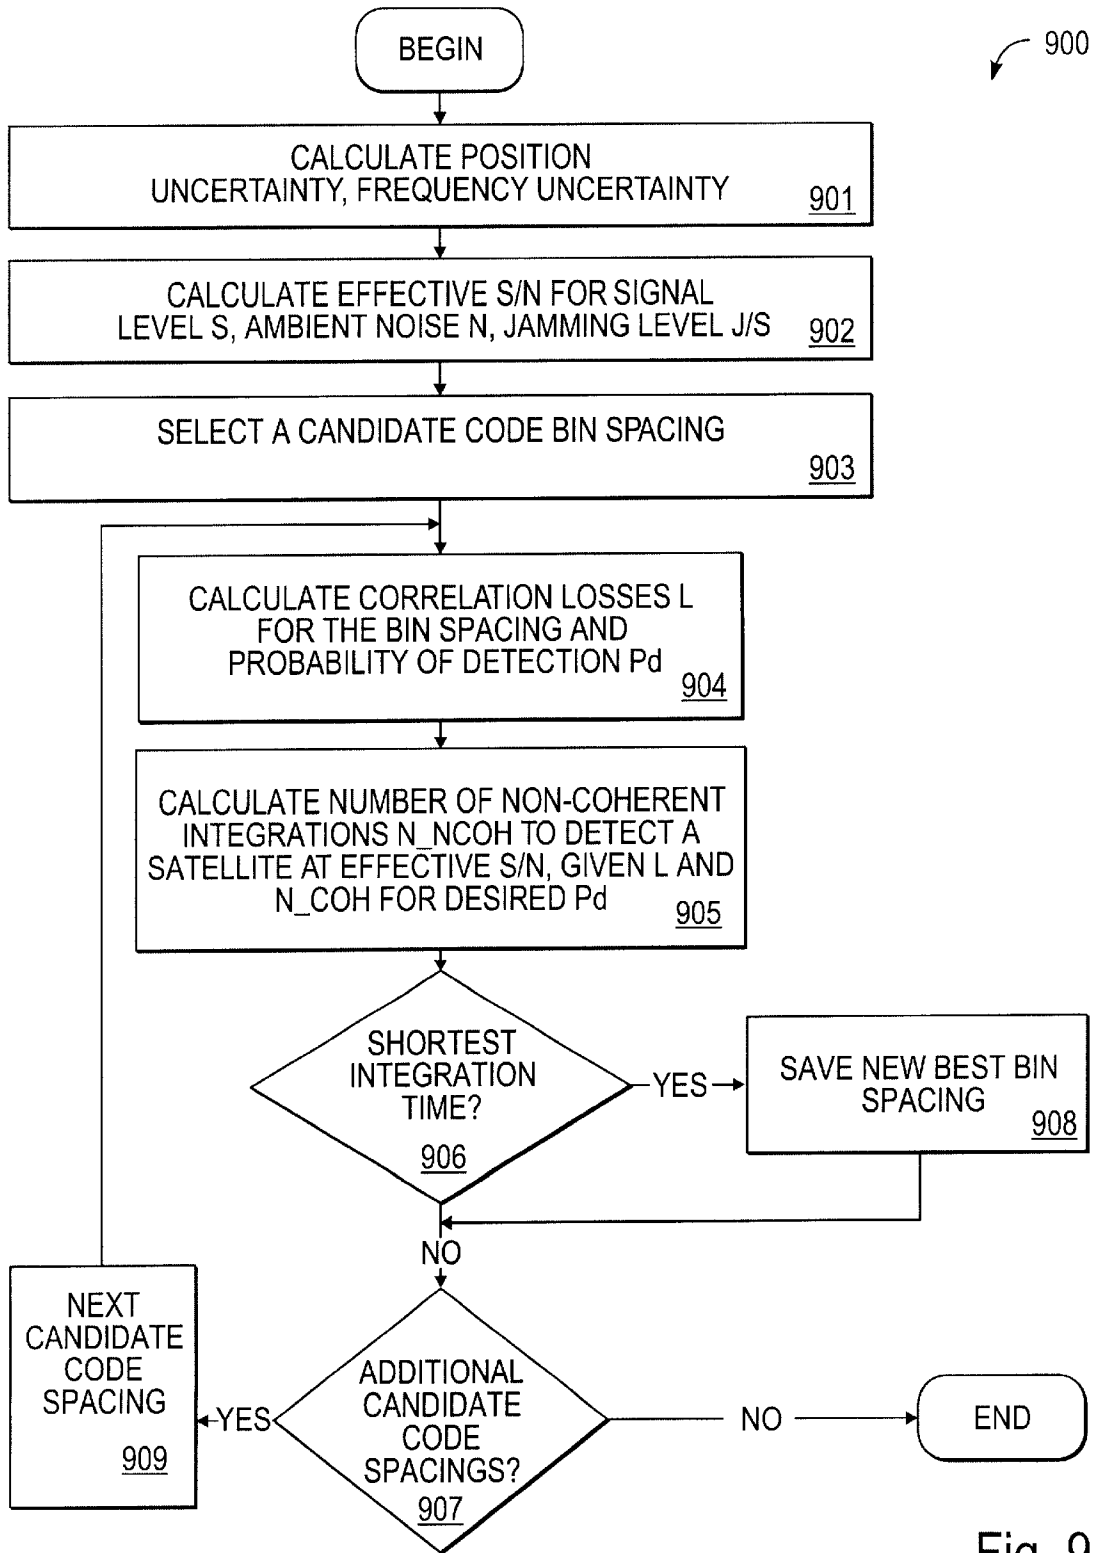 BEGIN
900
CALCULATE POSITION
UNCERTAINTY, FREQUENCY UNCERTAINTY
901
CALCULATE EFFECTIVE S/N FOR SIGNAL
LEVEL S, AMBIENT NOISE N, JAMMING LEVEL J/S
902
SELECT A CANDIDATE CODE BIN SPACING
903
CALCULATE CORRELATION LOSSES L
FOR THE BIN SPACING AND
PROBABILITY OF DETECTION Pd
904
CALCULATE NUMBER OF NON-COHERENT
INTEGRATIONS N_NCOH TO DETECT A
SATELLITE AT EFFECTIVE S/N, GIVEN L AND
N_COH FOR DESIRED Pd
905
SHORTEST
INTEGRATION
TIME?
906
YES
SAVE NEW BEST BIN
SPACING
908
NO
NEXT
CANDIDATE
CODE
SPACING
909
YES
ADDITIONAL
CANDIDATE
CODE
SPACINGS?
907
NO
END
Fig. 9